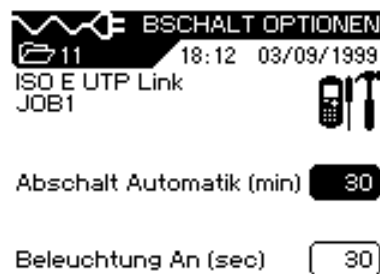 BSCHALT OPTIONEN
11 18:12 03/09/1999
ISO E UTP Link
JOB1
Abschalt Automatik (min) 30
Beleuchtung An (sec) 30